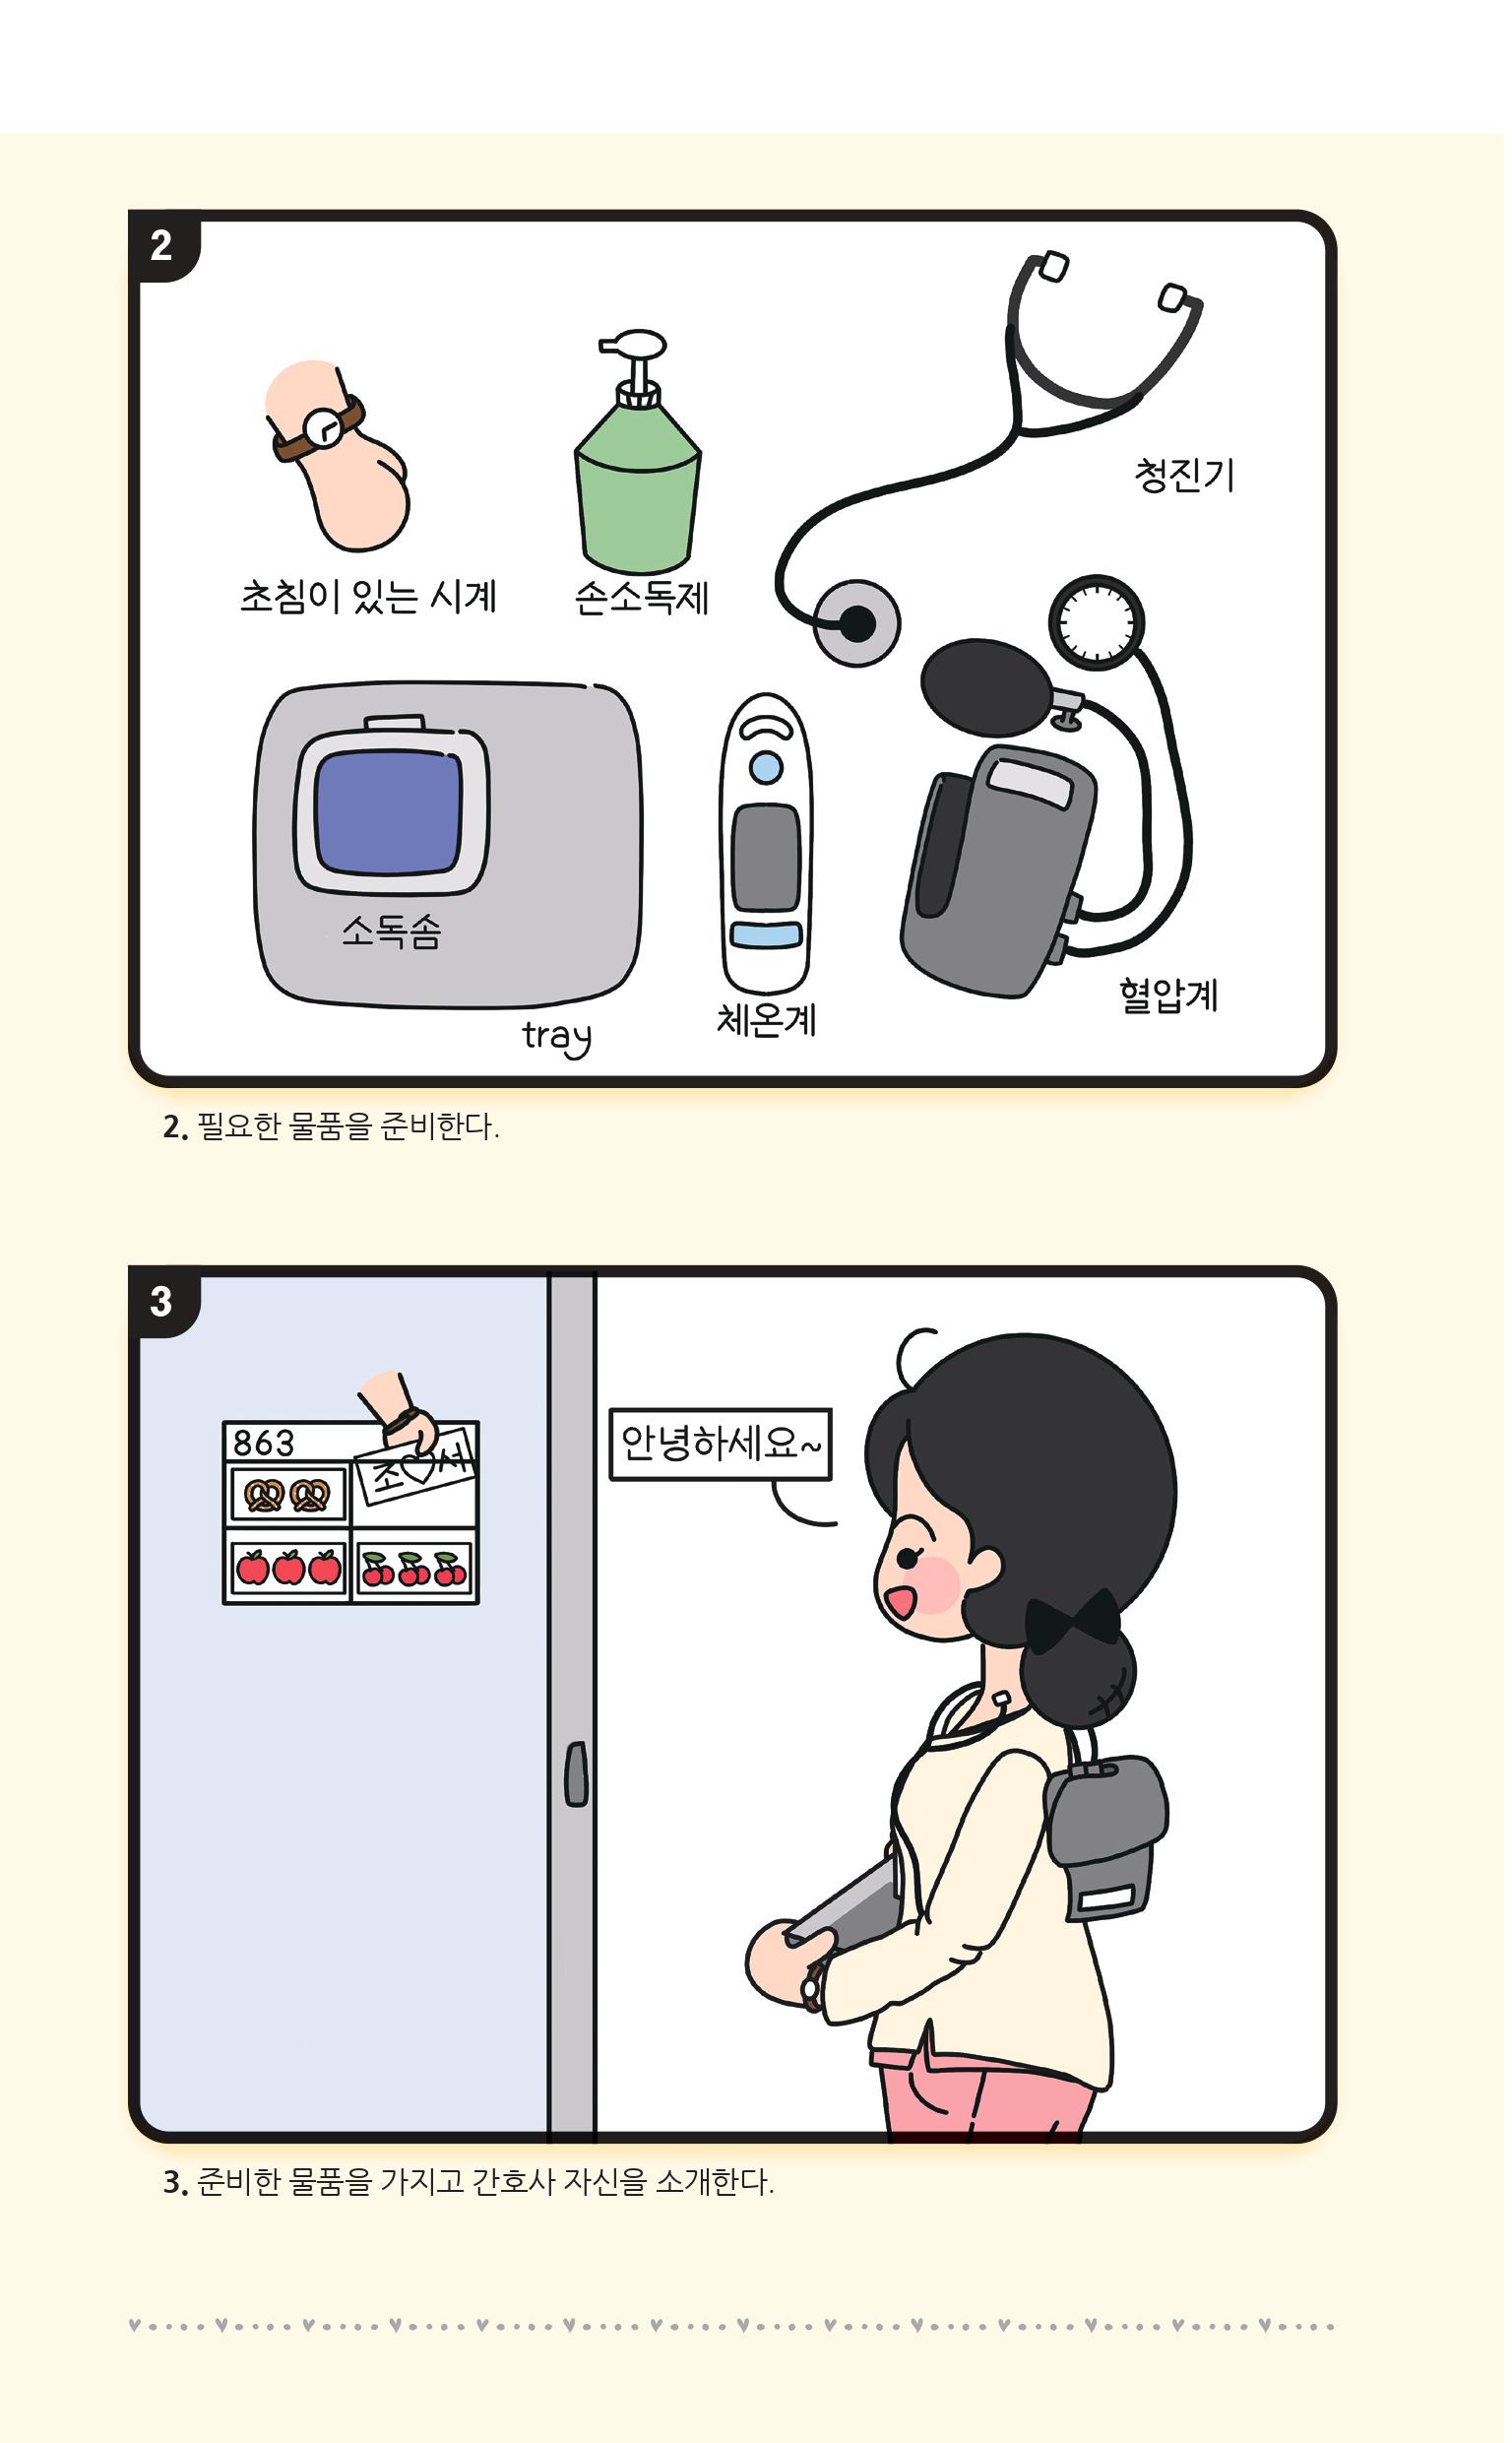 2
청진기
초침이 있는 시계
손소독제
소독솜
tray
체온계
혈압계
2. 필요한 물품을 준비한다.
3
863
조♡서
안녕하세요~
3. 준비한 물품을 가지고 간호사 자신을 소개한다.